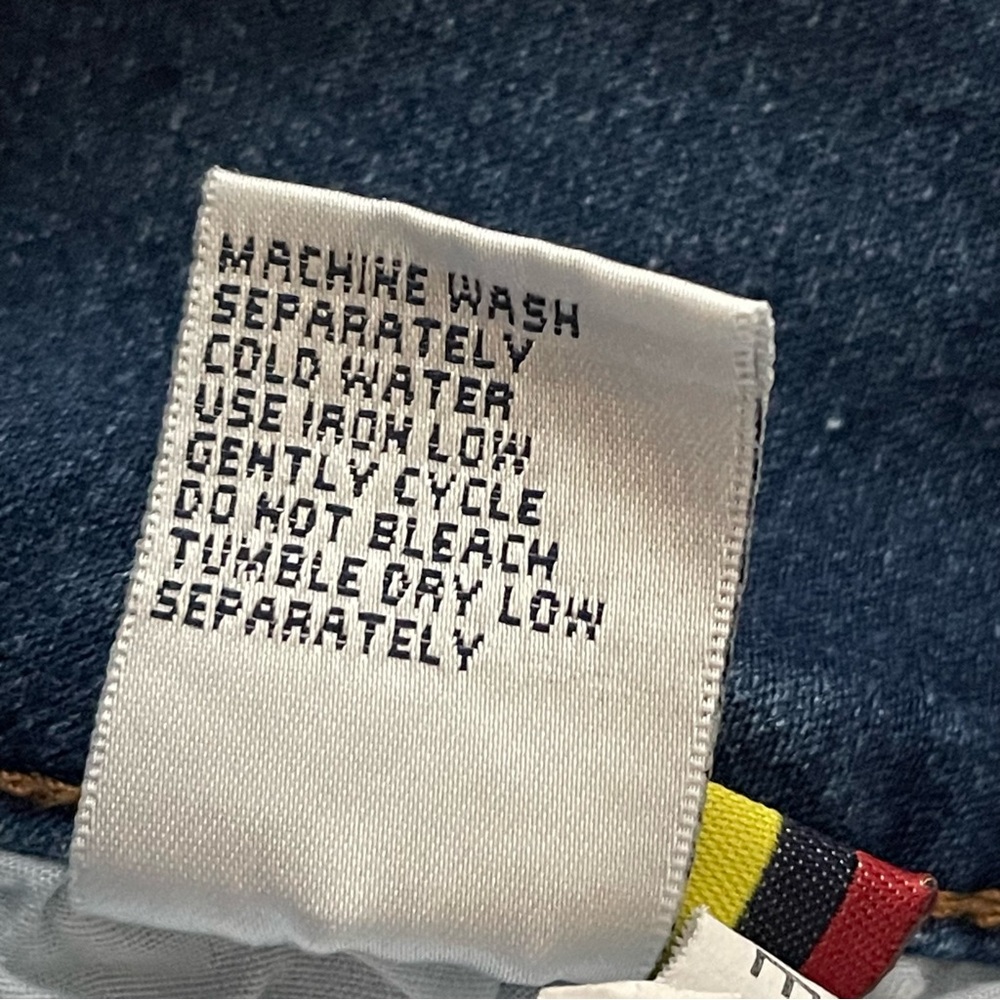 MACHINE WASH
SEPARATELY
COLD WATER
USE IRON LOW
GENTLY CYCLE
DO NOT BLEACH
TUMBLE DRY LOW
SEPARATELY